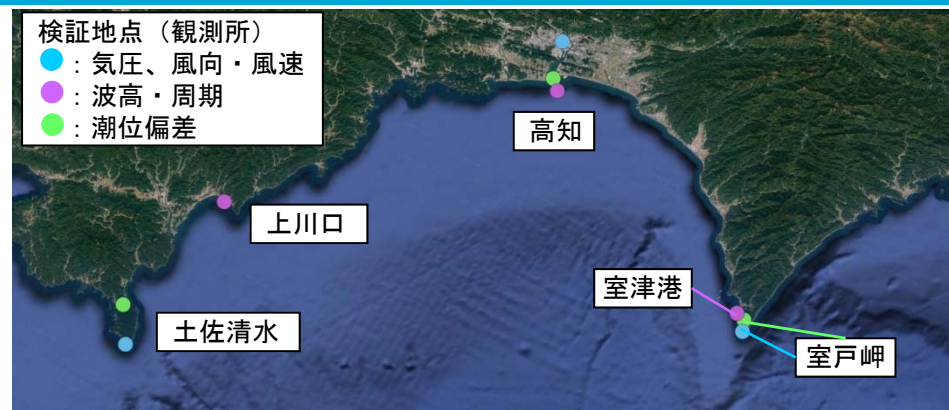 検証地点（観測所）
：気圧、風向・風速
：波高・周期
：潮位偏差
高知
上川口
室津港
土佐清水
室戸岬